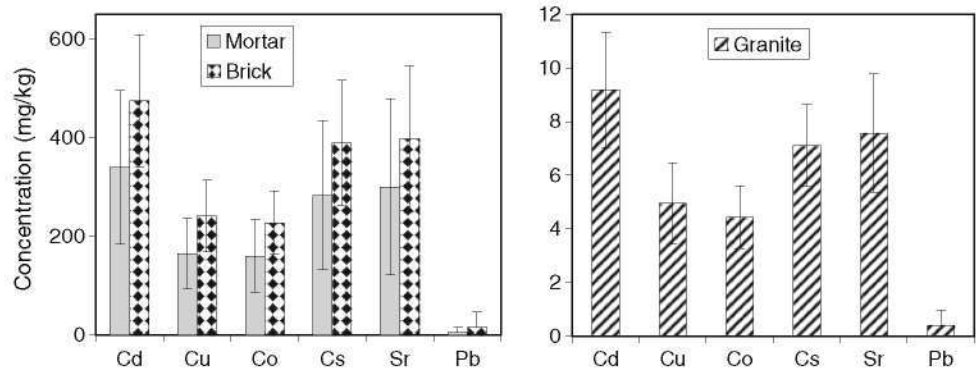 Concentration (mg/kg)
600
400
200
0
Mortar
Brick
Cd Cu Co Cs Sr Pb
12
10
8
6
4
2
0
Granite
Cd Cu Co Cs Sr Pb